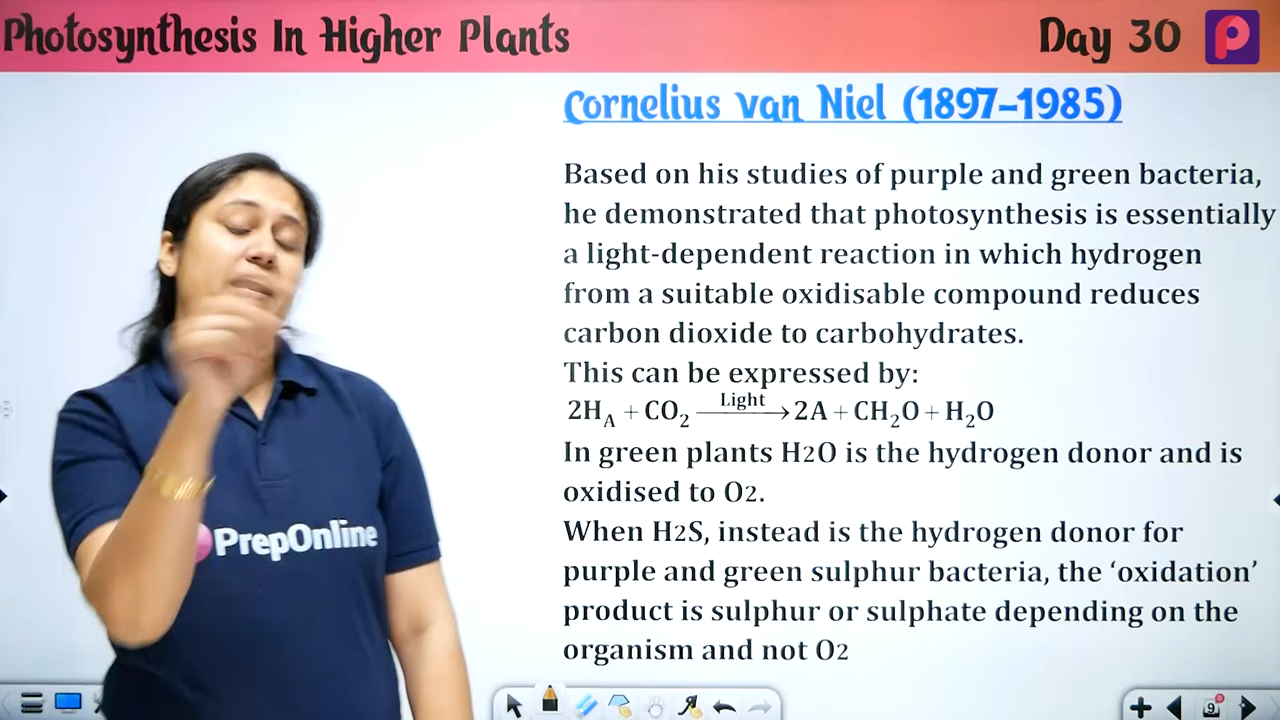 Photosynthesis In Higher Plants
Day 30
Cornelius van Niel (1897–1985)
Based on his studies of purple and green bacteria,
he demonstrated that photosynthesis is essentially
a light-dependent reaction in which hydrogen
from a suitable oxidisable compound reduces
carbon dioxide to carbohydrates.
This can be expressed by:
2H_A + CO₂ —Light→ 2A + CH₂O + H₂O
In green plants H2O is the hydrogen donor and is
oxidised to O2.
When H2S, instead is the hydrogen donor for
purple and green sulphur bacteria, the ‘oxidation’
product is sulphur or sulphate depending on the
organism and not O2
PrepOnline
9